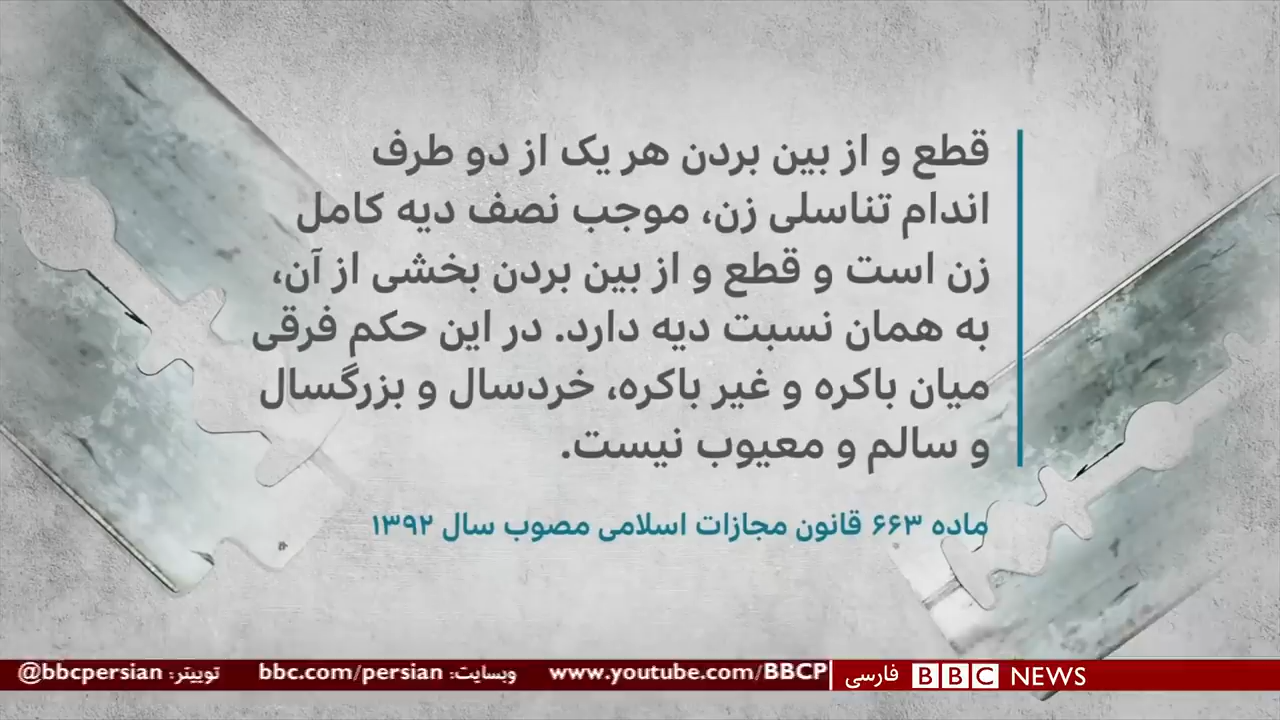 قطع و از بین بردن هر یک از دو طرف
اندام تناسلی زن، موجب نصف دیه کامل
زن است و قطع و از بین بردن بخشی از آن،
به همان نسبت دیه دارد. در این حکم فرقی
میان باکره و غیر باکره، خردسال و بزرگسال
و سالم و معیوب نیست.
ماده ۶۶۳ قانون مجازات اسلامی مصوب سال ۱۳۹۲
@bbcpersian توییتر: bbc.com/persian وبسایت: www.youtube.com/BBCP فارسی BBC NEWS